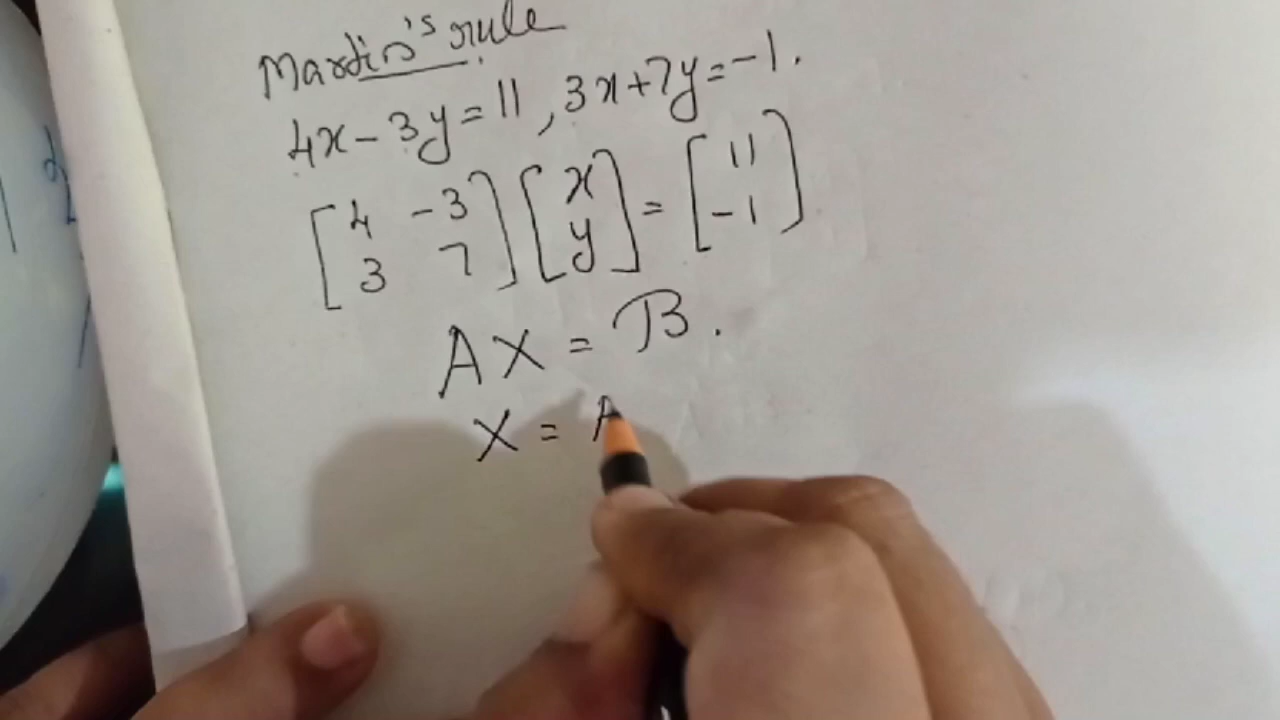 Martin's rule
4x - 3y = 11, 3x + 7y = -1.
[4 -3 3 7] [x y] = [11 -1]
AX = B.
X = A